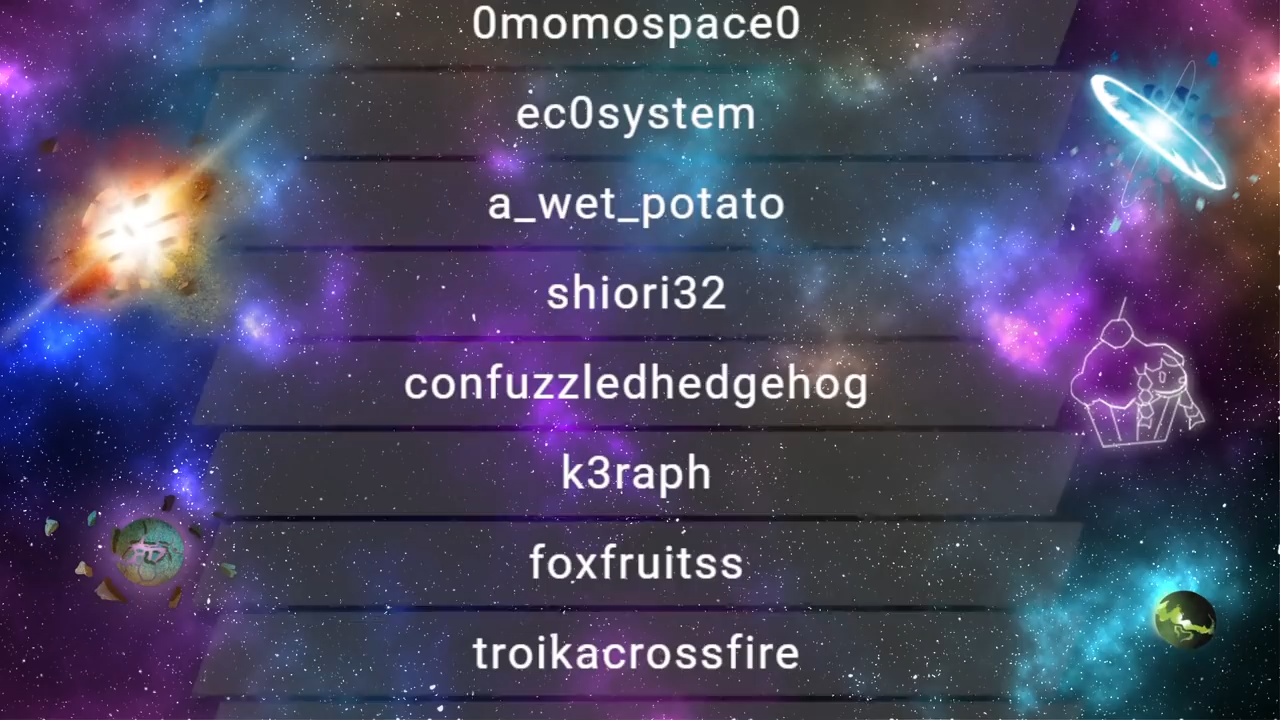 0momospace0
ec0system
a_wet_potato
shiori32
confuzzledhedgehog
k3raph
foxfruitss
troikacrossfire